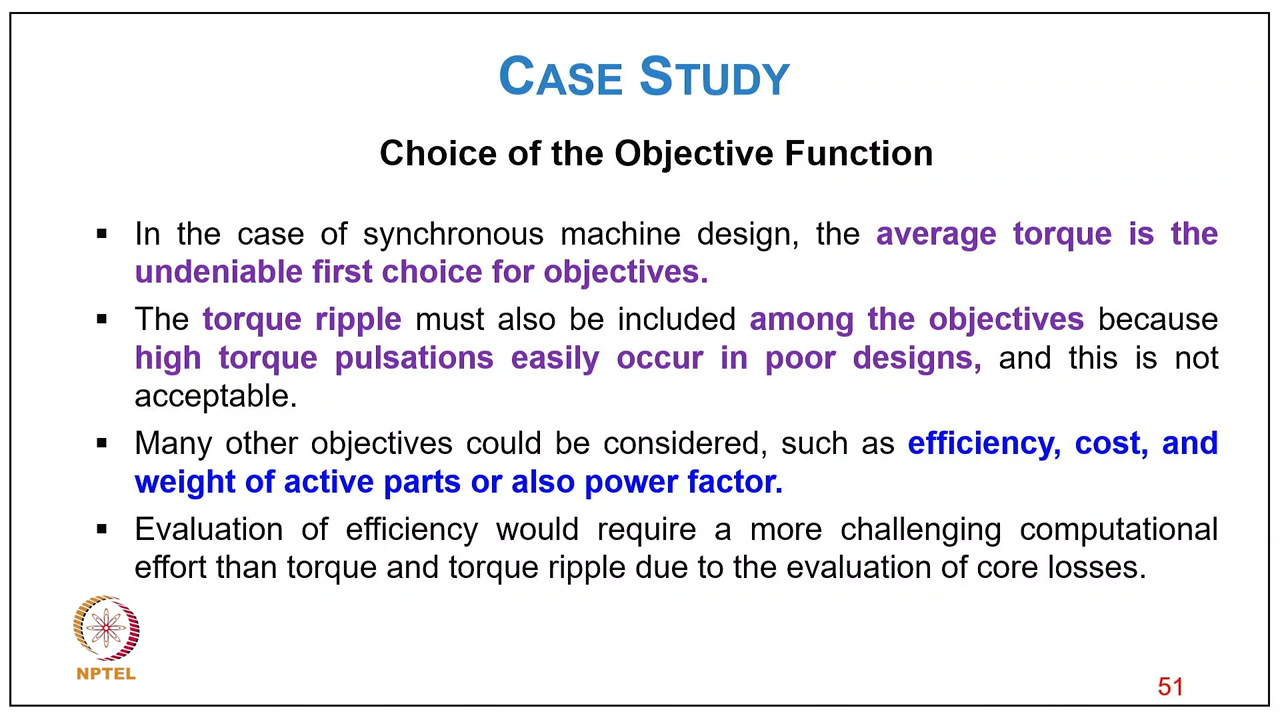 CASE STUDY
Choice of the Objective Function
▪ In the case of synchronous machine design, the average torque is the
undeniable first choice for objectives.
▪ The torque ripple must also be included among the objectives because
high torque pulsations easily occur in poor designs, and this is not
acceptable.
▪ Many other objectives could be considered, such as efficiency, cost, and
weight of active parts or also power factor.
▪ Evaluation of efficiency would require a more challenging computational
effort than torque and torque ripple due to the evaluation of core losses.
NPTEL
51